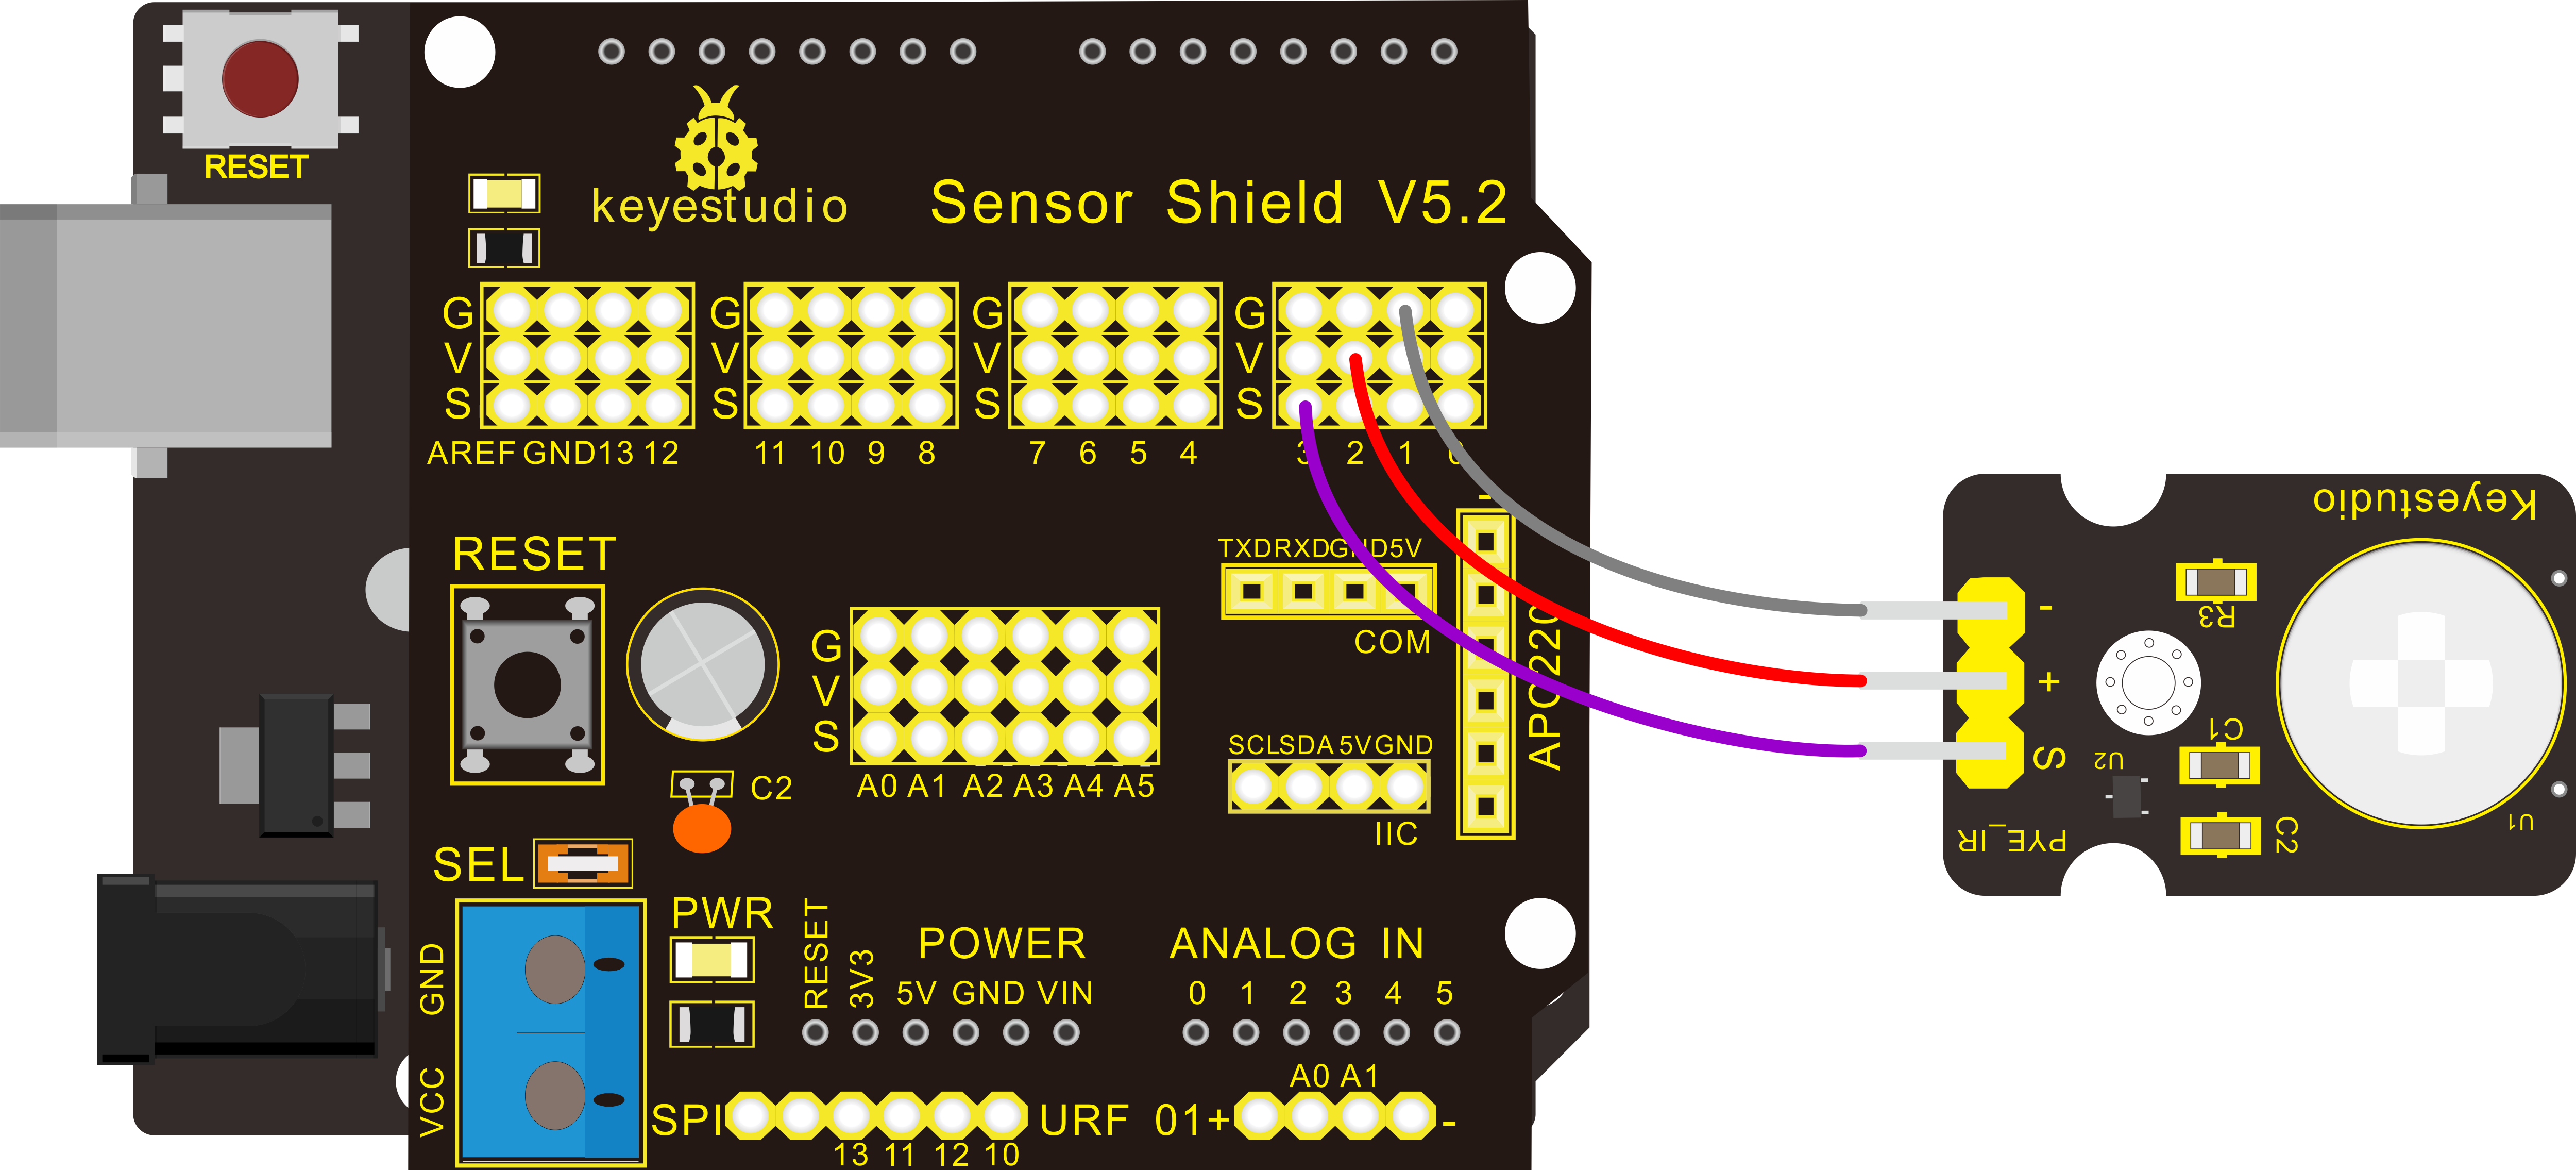 RESET
keyestudio
Sensor Shield V5.2
G G G G
V V V V
S S S S
AREF GND 13 12 11 10 9 8 7 6 5 4 3 2 1 0
-
Keyestudio
RESET
TXD RXD GND 5V
COM
APC220
R3
-
+
S
G
V
S
A0 A1 A2 A3 A4 A5
C2
SCL SDA 5V GND
IIC
C1
U2
U1
PYE_IR
C2
SEL
PWR
GND
VCC
RESET
3V3
POWER
5V GND VIN
ANALOG IN
0 1 2 3 4 5
A0 A1
SPI
URF 01+
-
13 11 12 10